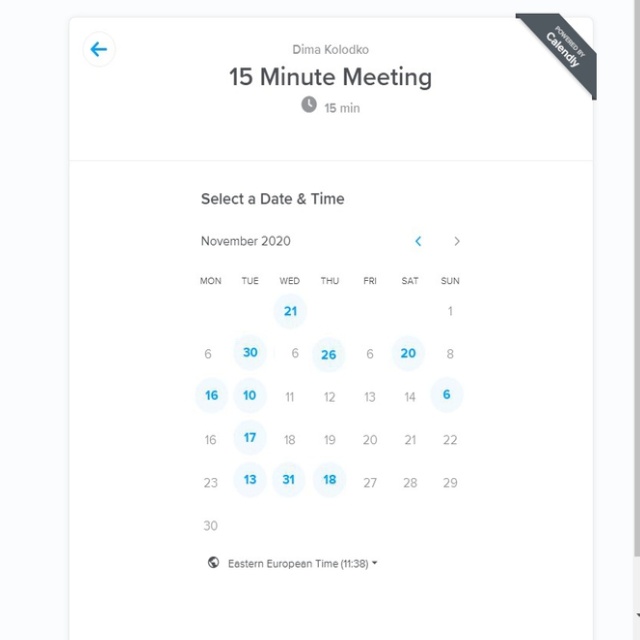 Dima Kolodko
POWERED BY
Calendly
15 Minute Meeting
15 min
Select a Date & Time
November 2020
MON TUE WED THU FRI SAT SUN
21 1
6 30 6 26 6 20 8
16 10 11 12 13 14 6
16 17 18 19 20 21 22
23 13 31 18 27 28 29
30
Eastern European Time (11:38)